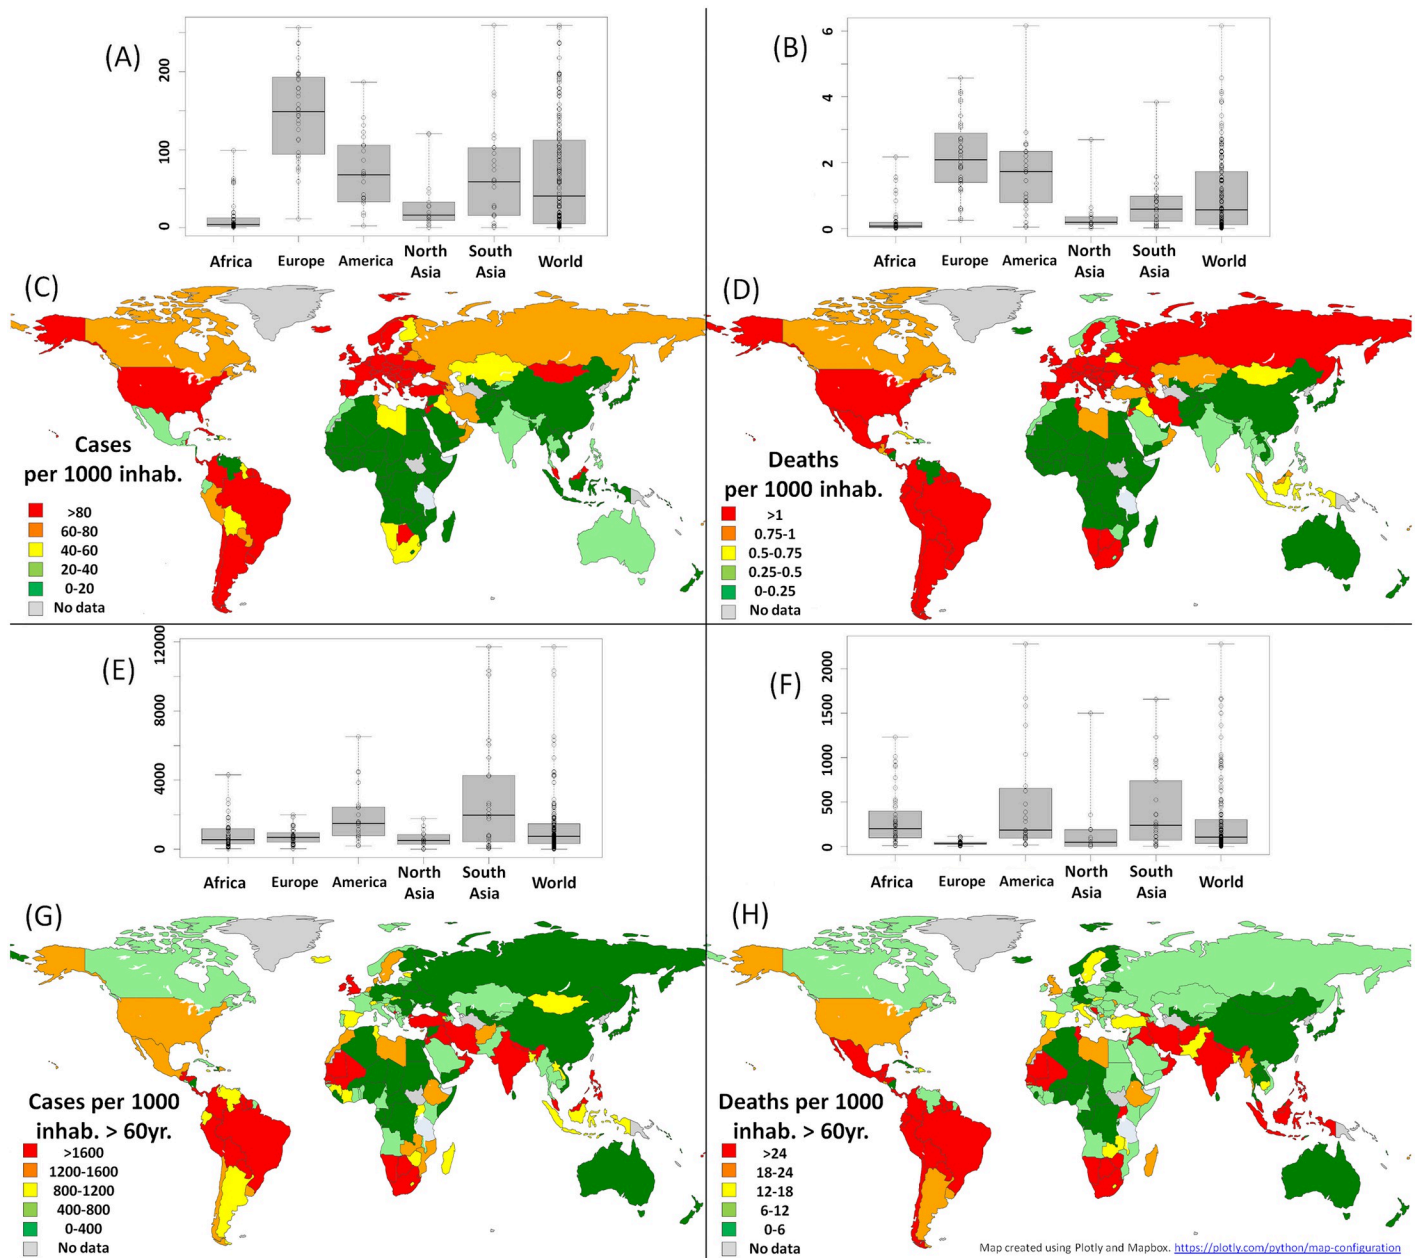 (A)
200
100
0
Africa Europe America North Asia South Asia World
(B)
6
4
2
0
Africa Europe America North Asia South Asia World
(C)
Cases
per 1000 inhab.
>80
60-80
40-60
20-40
0-20
No data
(D)
Deaths
per 1000 inhab.
>1
0.75-1
0.5-0.75
0.25-0.5
0-0.25
No data
(E)
12000
8000
4000
0
Africa Europe America North Asia South Asia World
(F)
2000
1500
1000
500
0
Africa Europe America North Asia South Asia World
(G)
Cases per 1000
inhab. > 60yr.
>1600
1200-1600
800-1200
400-800
0-400
No data
(H)
Deaths per 1000
inhab. > 60yr.
>24
18-24
12-18
6-12
0-6
No data
Map created using Plotly and Mapbox. https://plotly.com/python/map-configuration